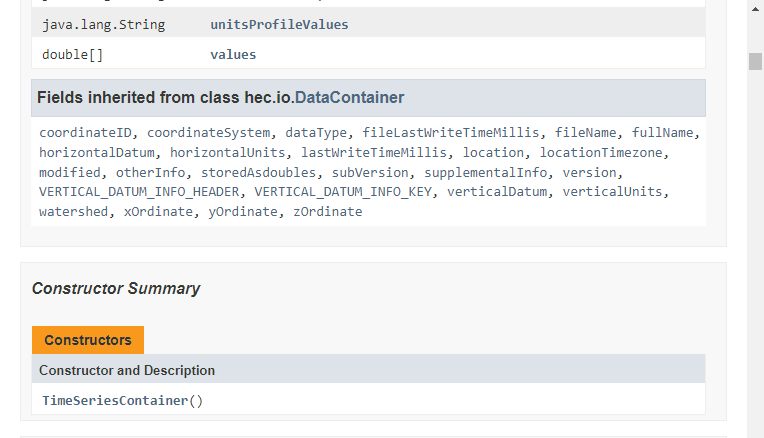 java.lang.String unitsProfileValues
double[] values
Fields inherited from class hec.io.DataContainer
coordinateID, coordinateSystem, dataType, fileLastWriteTimeMillis, fileName, fullName,
horizontalDatum, horizontalUnits, lastWriteTimeMillis, location, locationTimezone,
modified, otherInfo, storedAsdoubles, subVersion, supplementalInfo, version,
VERTICAL_DATUM_INFO_HEADER, VERTICAL_DATUM_INFO_KEY, verticalDatum, verticalUnits,
watershed, xOrdinate, yOrdinate, zOrdinate
Constructor Summary
Constructors
Constructor and Description
TimeSeriesContainer()